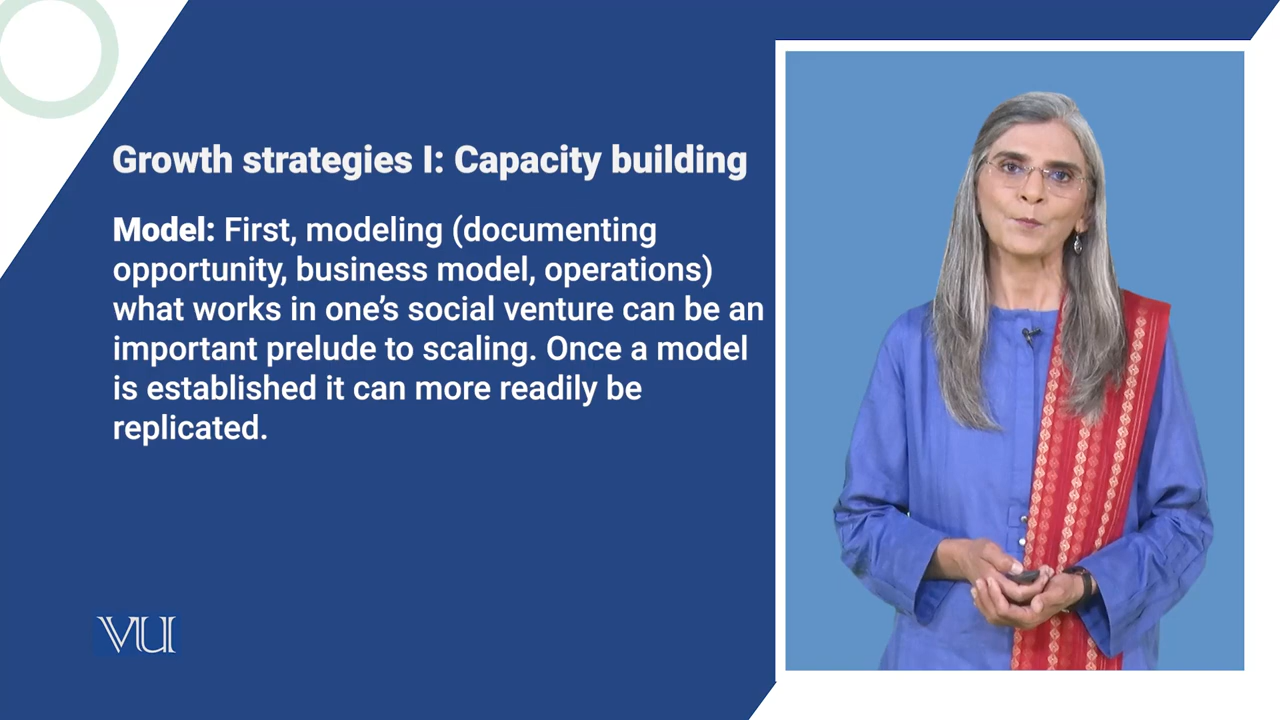 Growth strategies I: Capacity building
Model: First, modeling (documenting
opportunity, business model, operations)
what works in one’s social venture can be an
important prelude to scaling. Once a model
is established it can more readily be
replicated.
VU